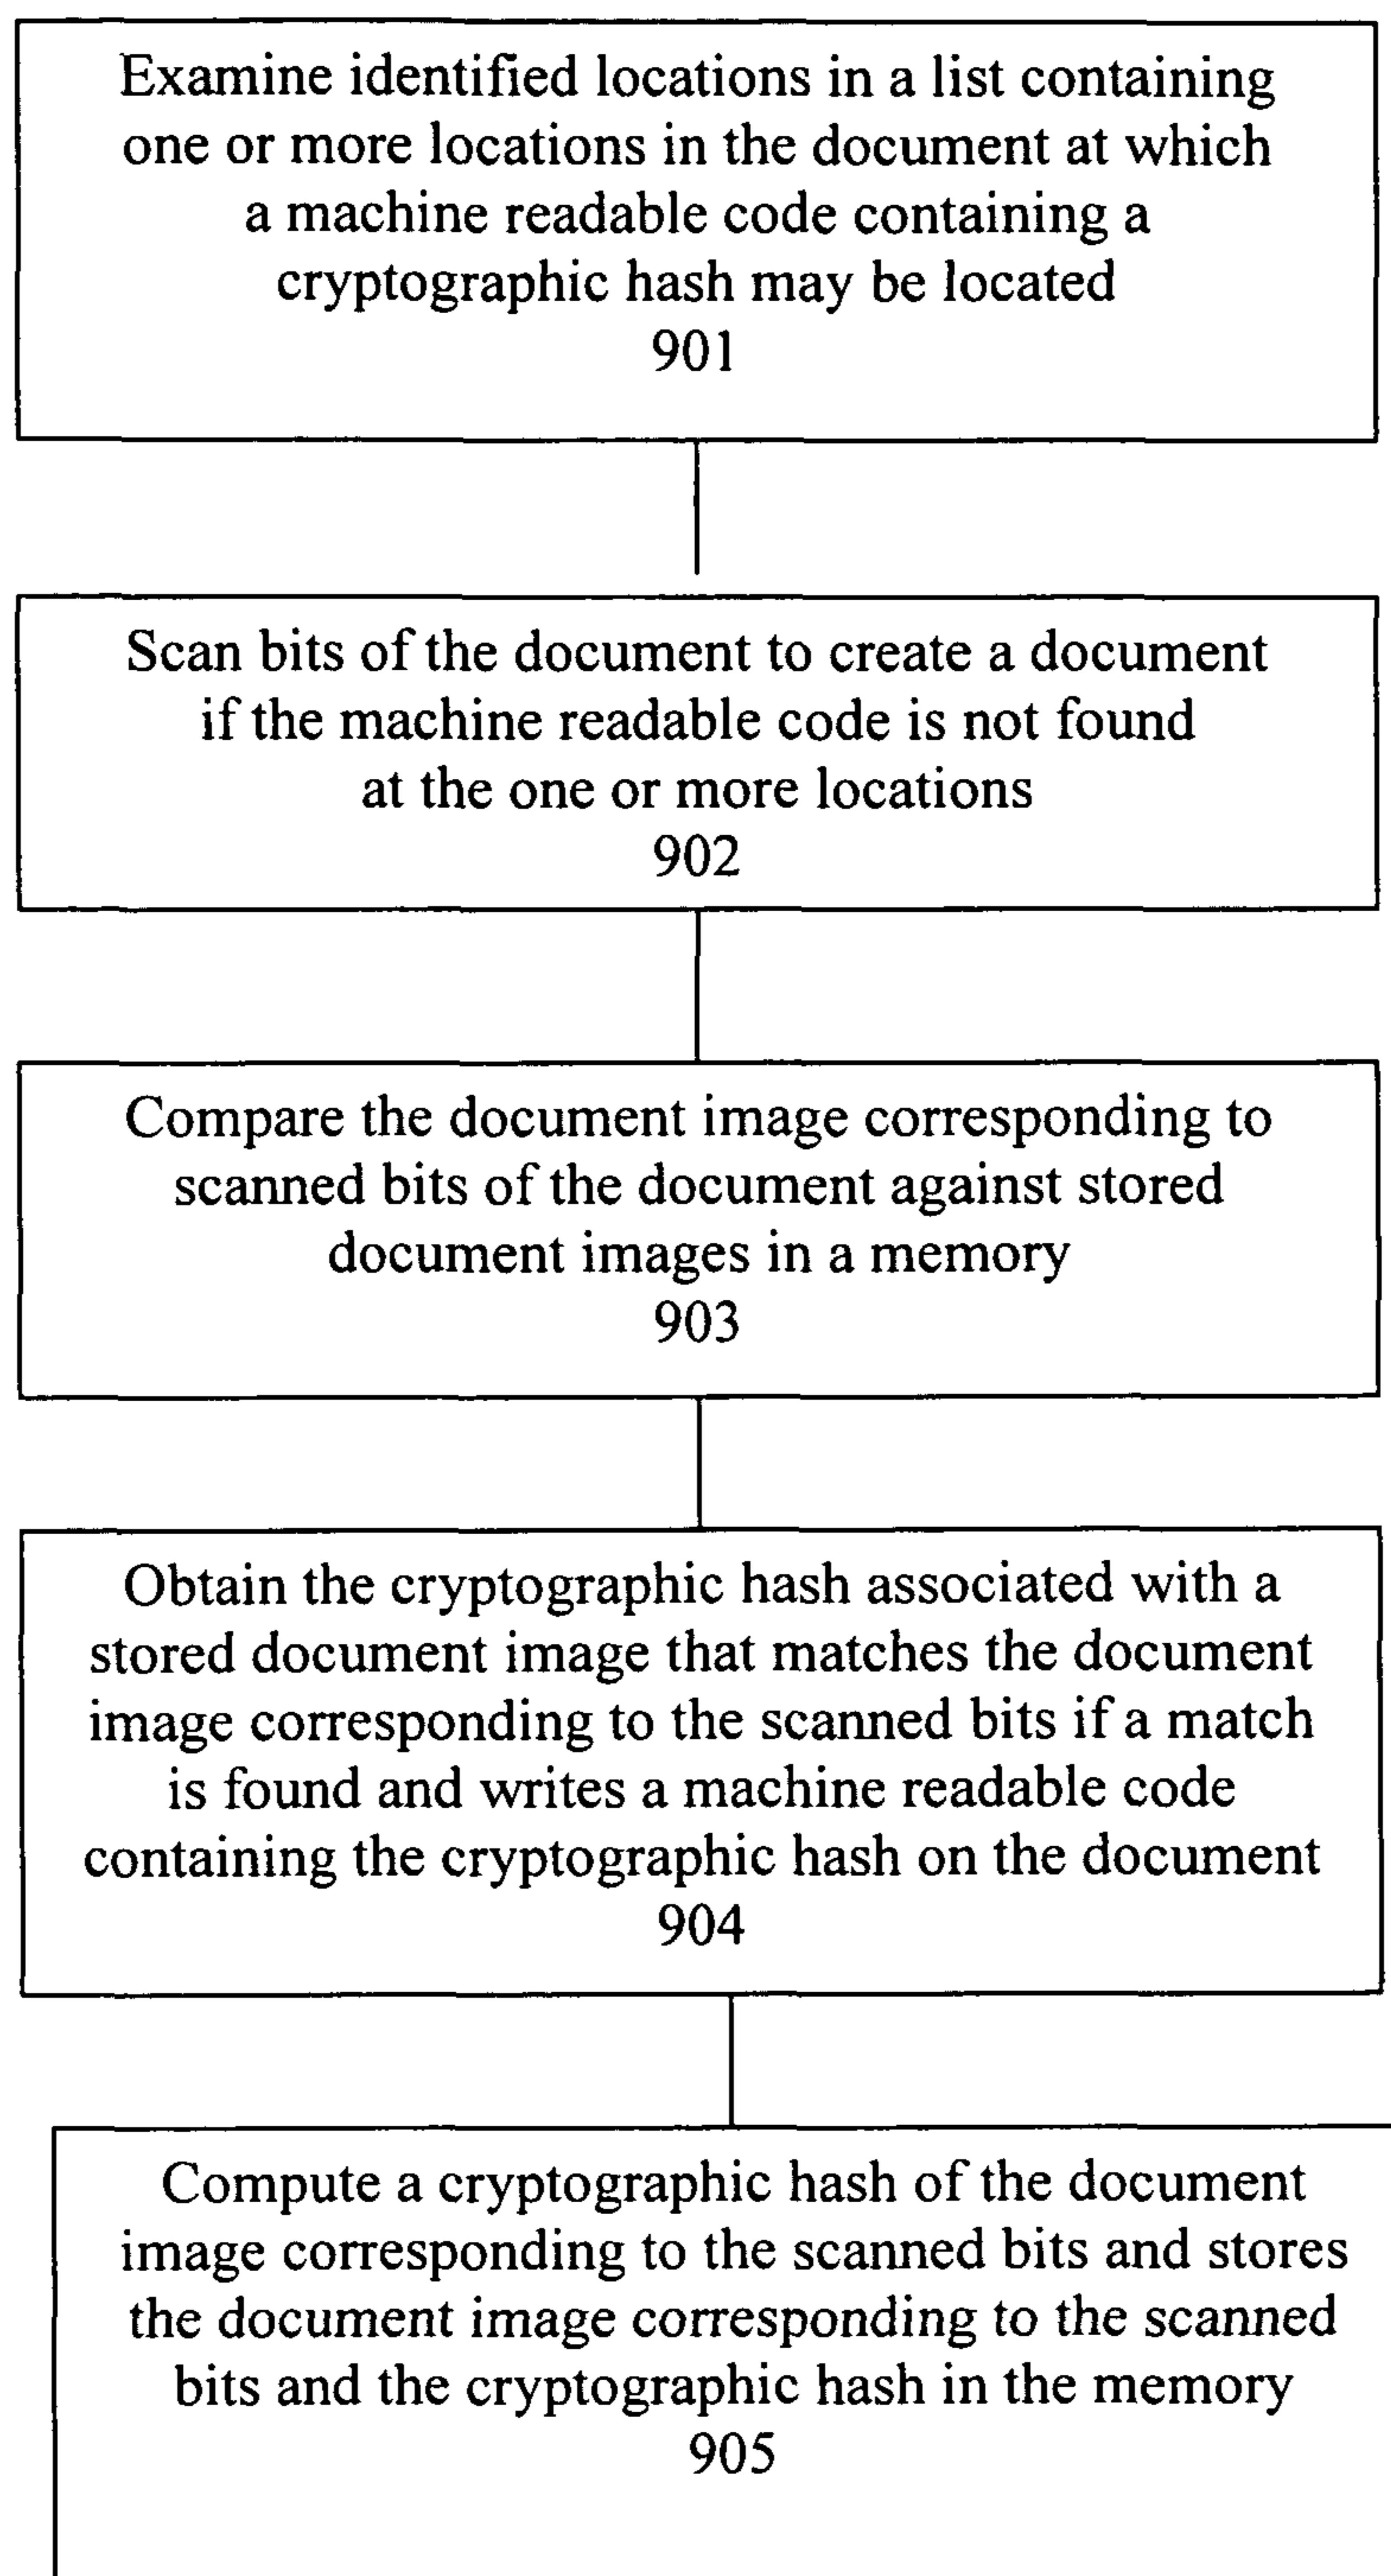 Examine identified locations in a list containing
one or more locations in the document at which
a machine readable code containing a
cryptographic hash may be located
901
Scan bits of the document to create a document
if the machine readable code is not found
at the one or more locations
902
Compare the document image corresponding to
scanned bits of the document against stored
document images in a memory
903
Obtain the cryptographic hash associated with a
stored document image that matches the document
image corresponding to the scanned bits if a match
is found and writes a machine readable code
containing the cryptographic hash on the document
904
Compute a cryptographic hash of the document
image corresponding to the scanned bits and stores
the document image corresponding to the scanned
bits and the cryptographic hash in the memory
905